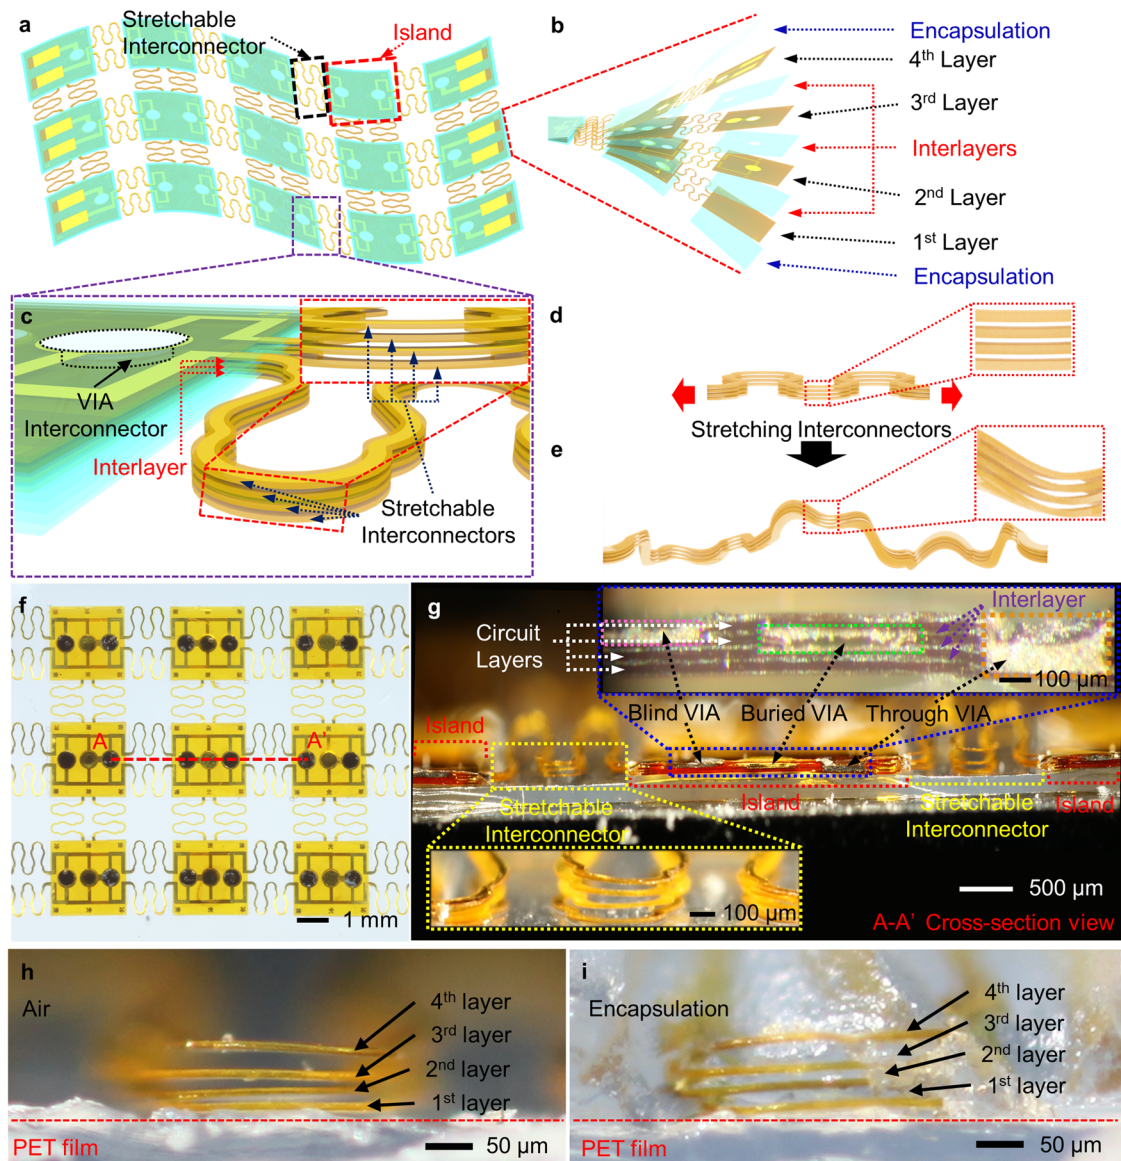 a
Stretchable
Interconnector
Island
b
Encapsulation
4th Layer
3rd Layer
Interlayers
2nd Layer
1st Layer
Encapsulation
c
VIA
Interconnector
Interlayer
Stretchable
Interconnectors
d
Stretching Interconnectors
e
f
A
A'
1 mm
g
Circuit
Layers
Interlayer
100 µm
Blind VIA
Buried VIA
Through VIA
Island
Stretchable
Interconnector
Island
Stretchable
Interconnector
Island
100 µm
500 µm
A-A' Cross-section view
h
Air
4th layer
3rd layer
2nd layer
1st layer
PET film
50 µm
i
Encapsulation
4th layer
3rd layer
2nd layer
1st layer
PET film
50 µm